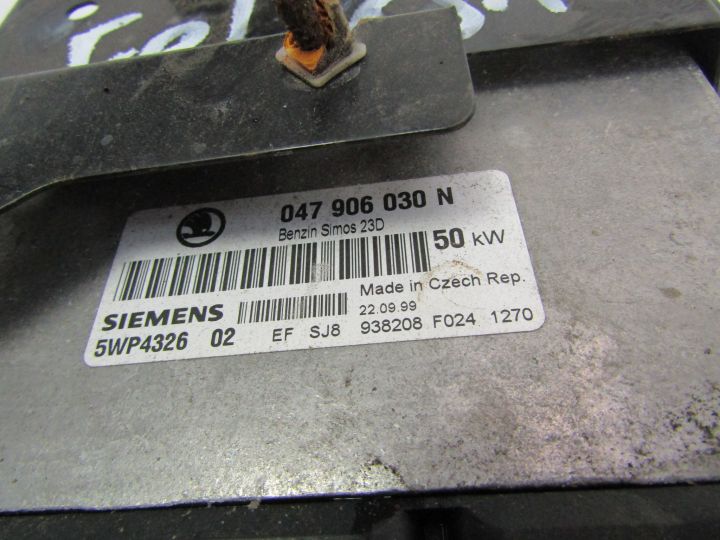 047 906 030 N
Benzin Simos 23D
50 kW
Made in Czech Rep.
SIEMENS
22.09.99
5WP4326 02 EF SJ8 938208 F024 1270